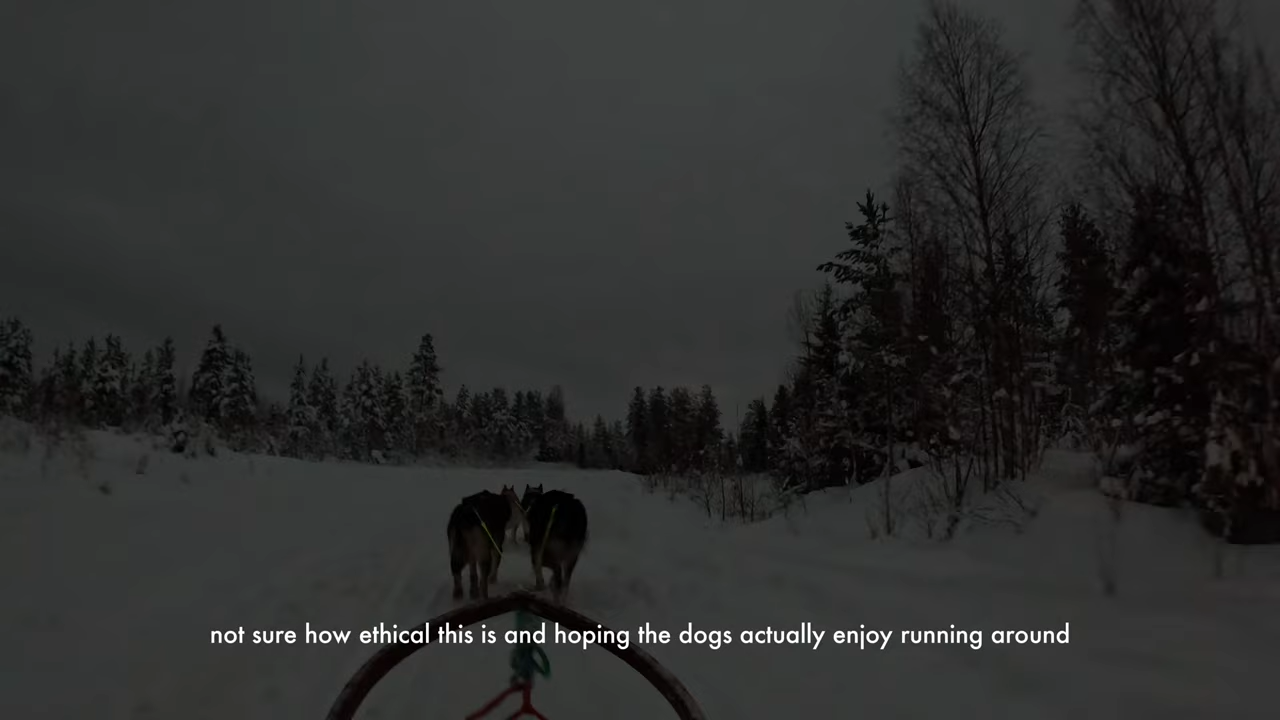 not sure how ethical this is and hoping the dogs actually enjoy running around